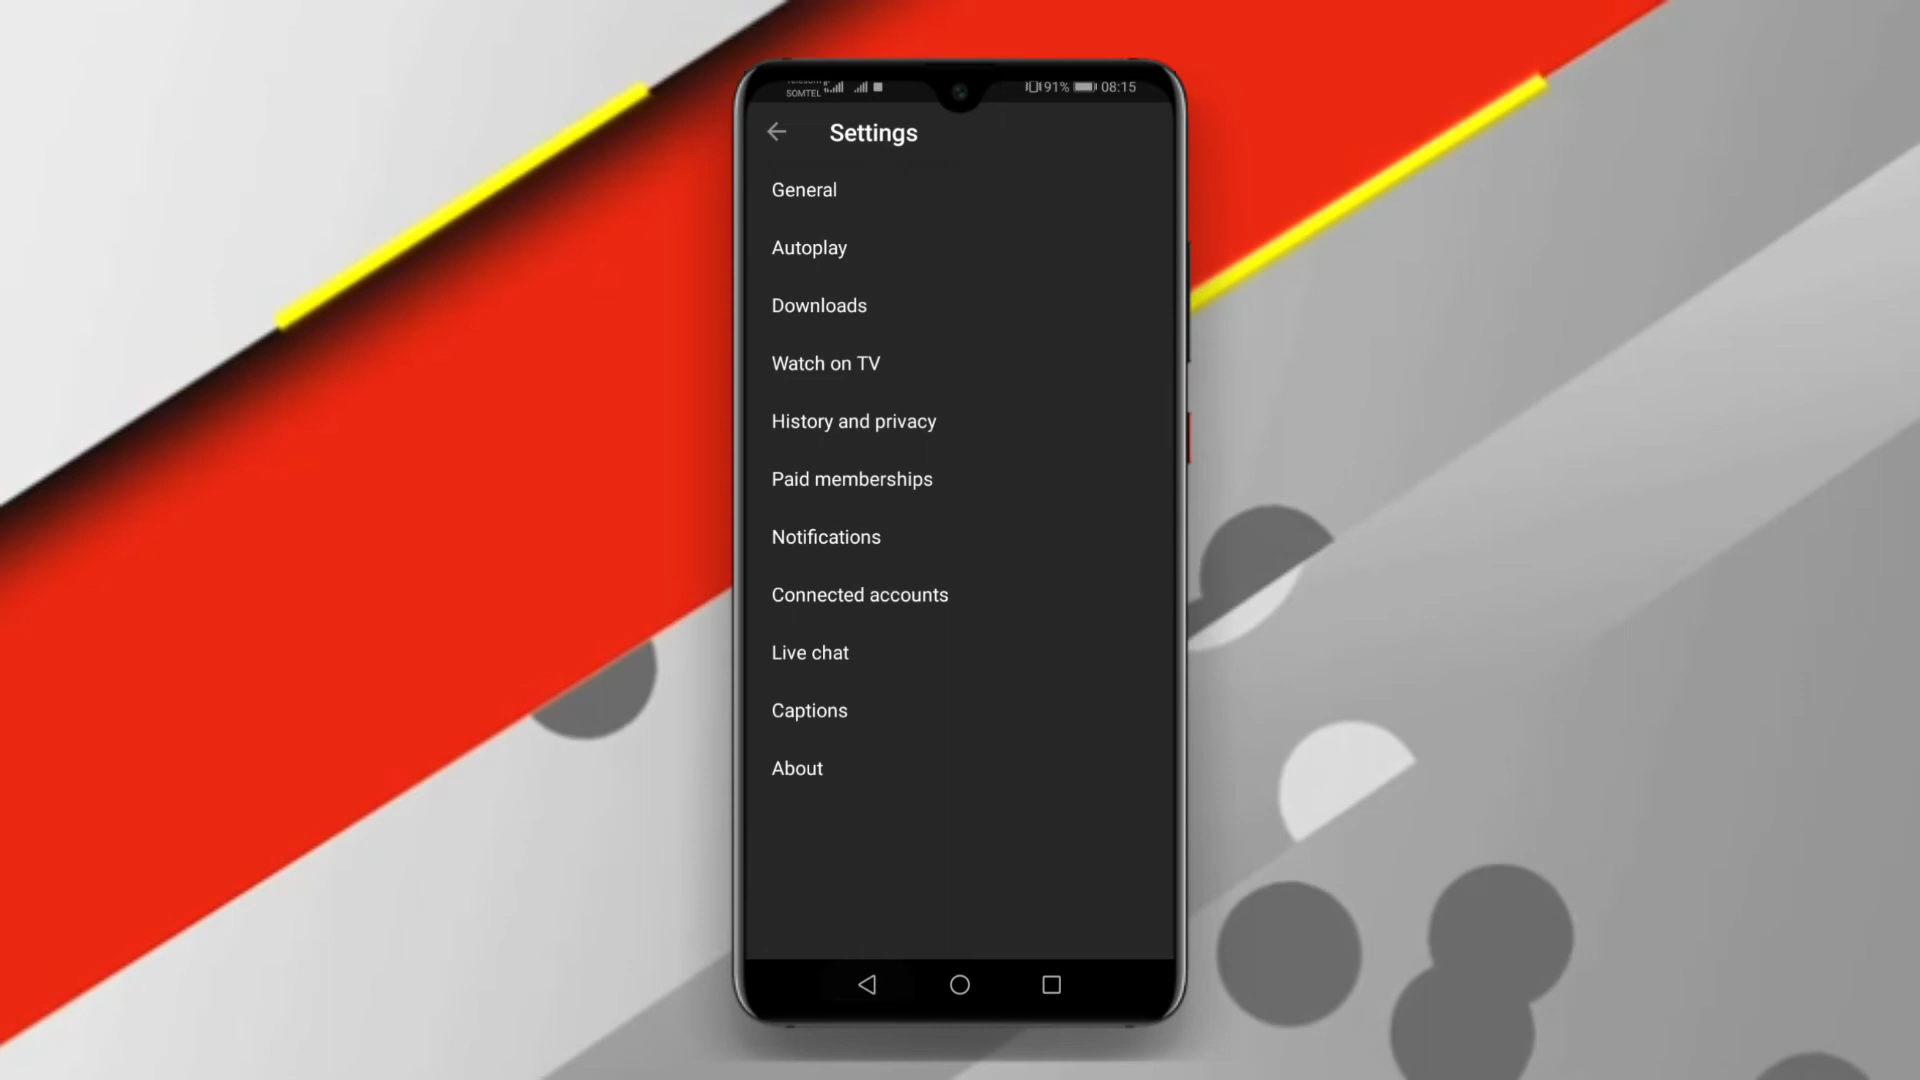 SOMTEL
91% 08:15
Settings
General
Autoplay
Downloads
Watch on TV
History and privacy
Paid memberships
Notifications
Connected accounts
Live chat
Captions
About